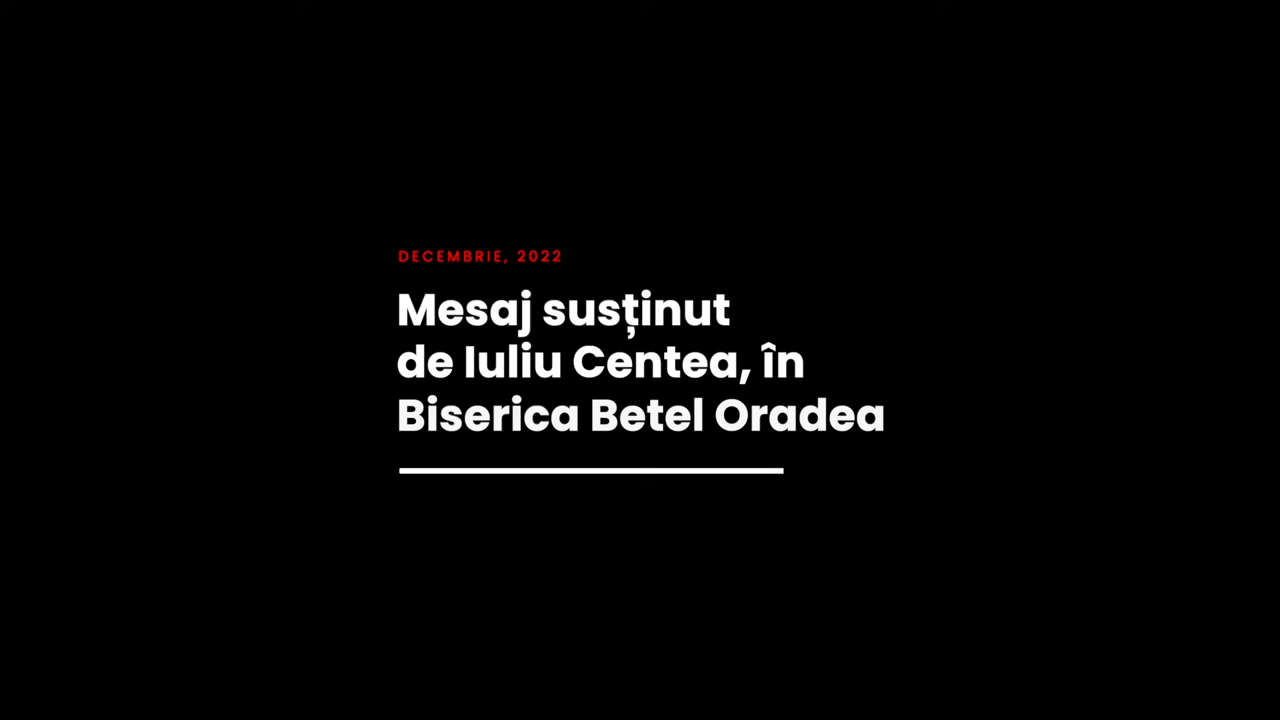 DECEMBRIE, 2022
Mesaj susținut
de Iuliu Centea, în
Biserica Betel Oradea